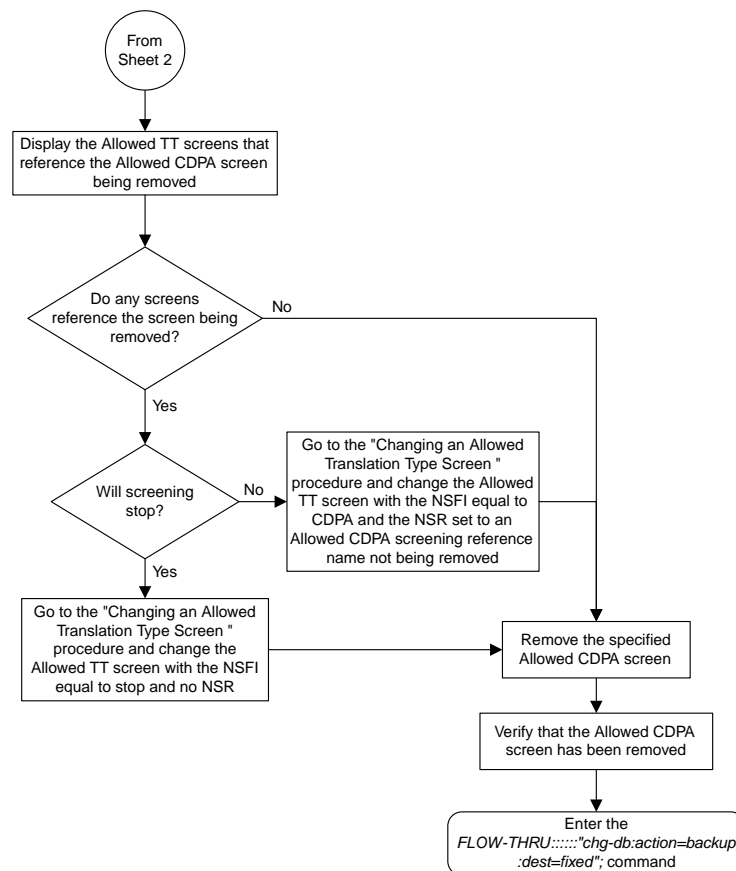 From
Sheet 2
Display the Allowed TT screens that
reference the Allowed CDPA screen
being removed
Do any screens
reference the screen being
removed?
No
Yes
Will screening
stop?
No
Go to the "Changing an Allowed
Translation Type Screen "
procedure and change the Allowed
TT screen with the NSFI equal to
CDPA and the NSR set to an
Allowed CDPA screening reference
name not being removed
Yes
Go to the "Changing an Allowed
Translation Type Screen "
procedure and change the
Allowed TT screen with the NSFI
equal to stop and no NSR
Remove the specified
Allowed CDPA screen
Verify that the Allowed CDPA
screen has been removed
Enter the
FLOW-THRU::::::"chg-db:action=backup
:dest=fixed"; command